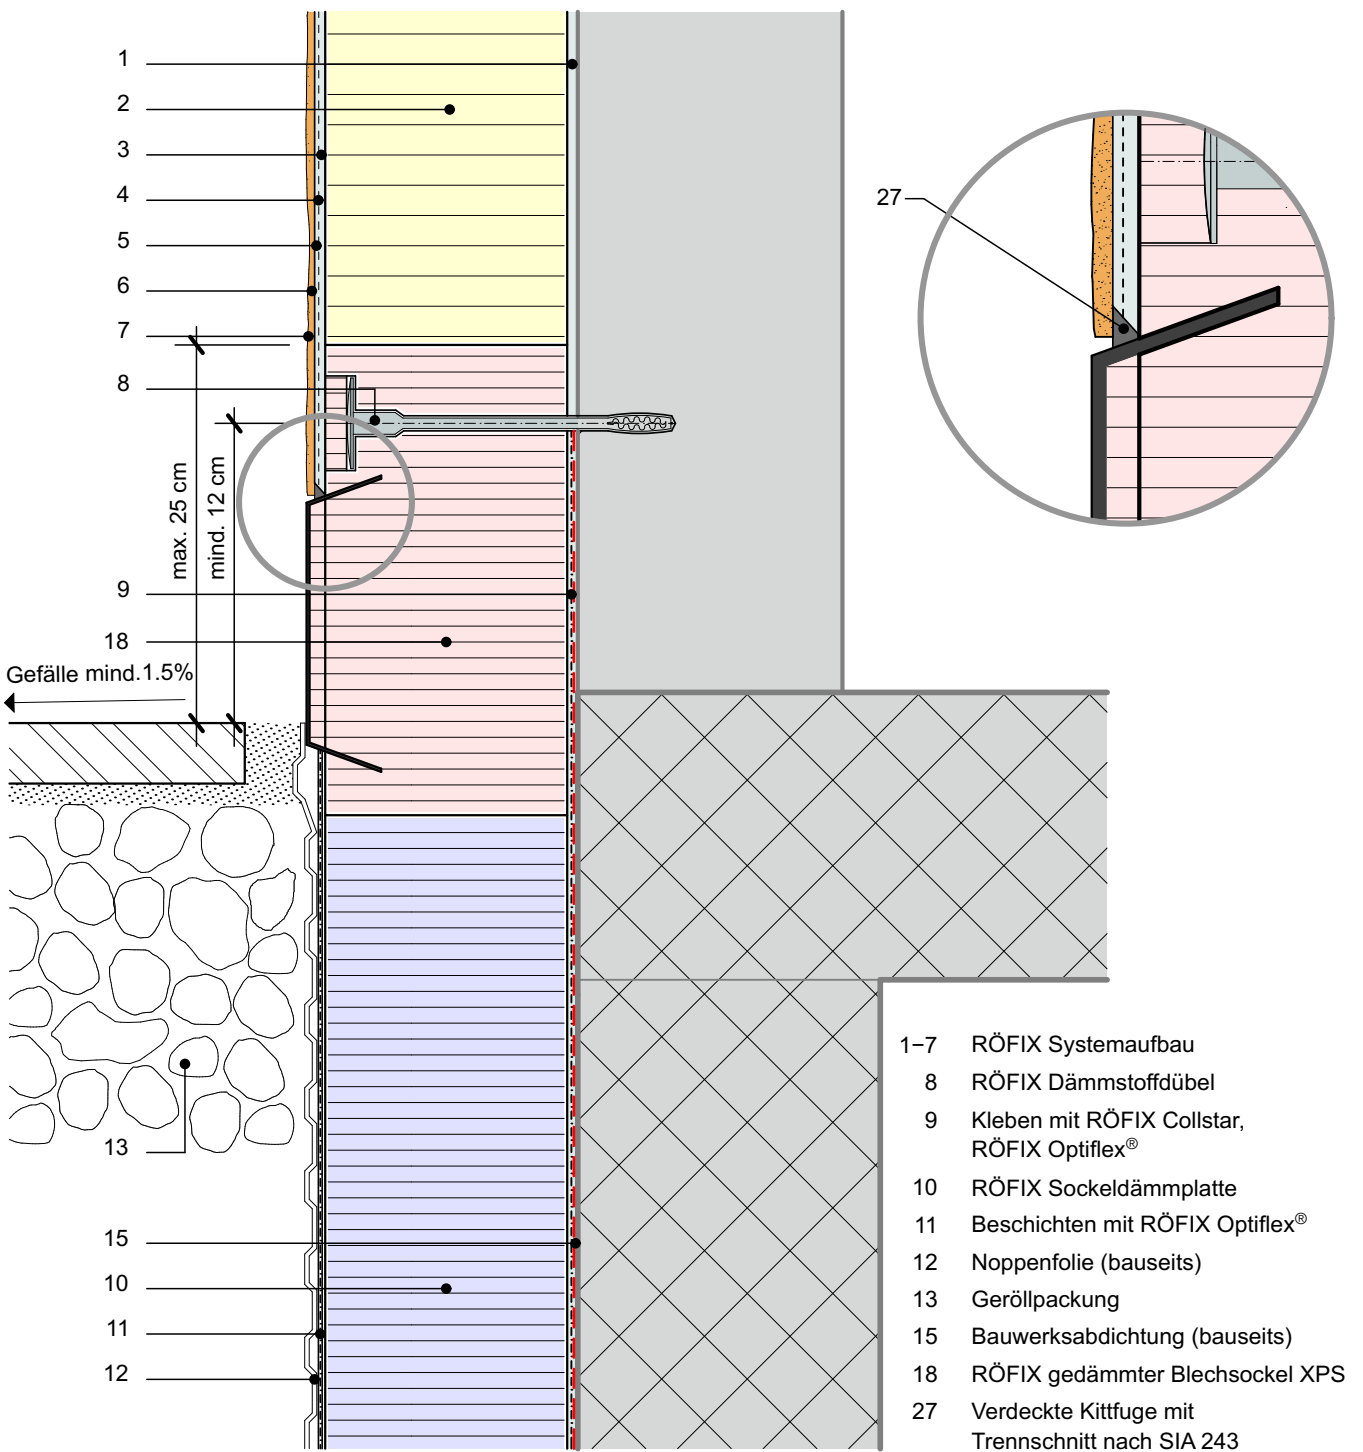 1
2
3
4
5
6
7
8
max. 25 cm
mind. 12 cm
9
18
Gefälle mind.1.5%
13
15
10
11
12
27
1–7 RÖFIX Systemaufbau
8 RÖFIX Dämmstoffdübel
9 Kleben mit RÖFIX Collstar,
RÖFIX Optiflex®
10 RÖFIX Sockeldämmplatte
11 Beschichten mit RÖFIX Optiflex®
12 Noppenfolie (bauseits)
13 Geröllpackung
15 Bauwerksabdichtung (bauseits)
18 RÖFIX gedämmter Blechsockel XPS
27 Verdeckte Kittfuge mit
Trennschnitt nach SIA 243